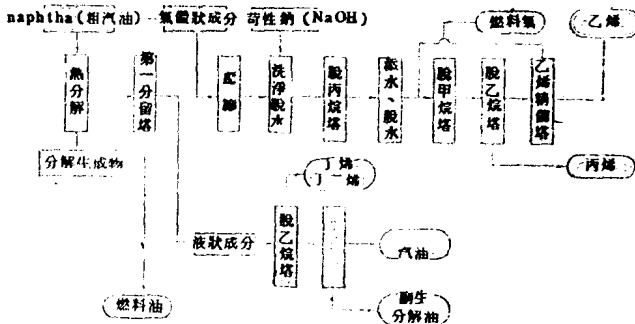 naphtha(粗汽油)
氣體狀成分
苛性鈉(NaOH)
燃料氣
乙烯
熱分解
第一分留塔
壓縮
洗淨脫水
脫丙烷塔
脫水
脫甲烷塔
脫乙烷塔
乙烯精餾塔
分解生成物
丙烯
丁烯
丁二烯
液狀成分
脫乙烷塔
汽油
燃料油
副生
分解油